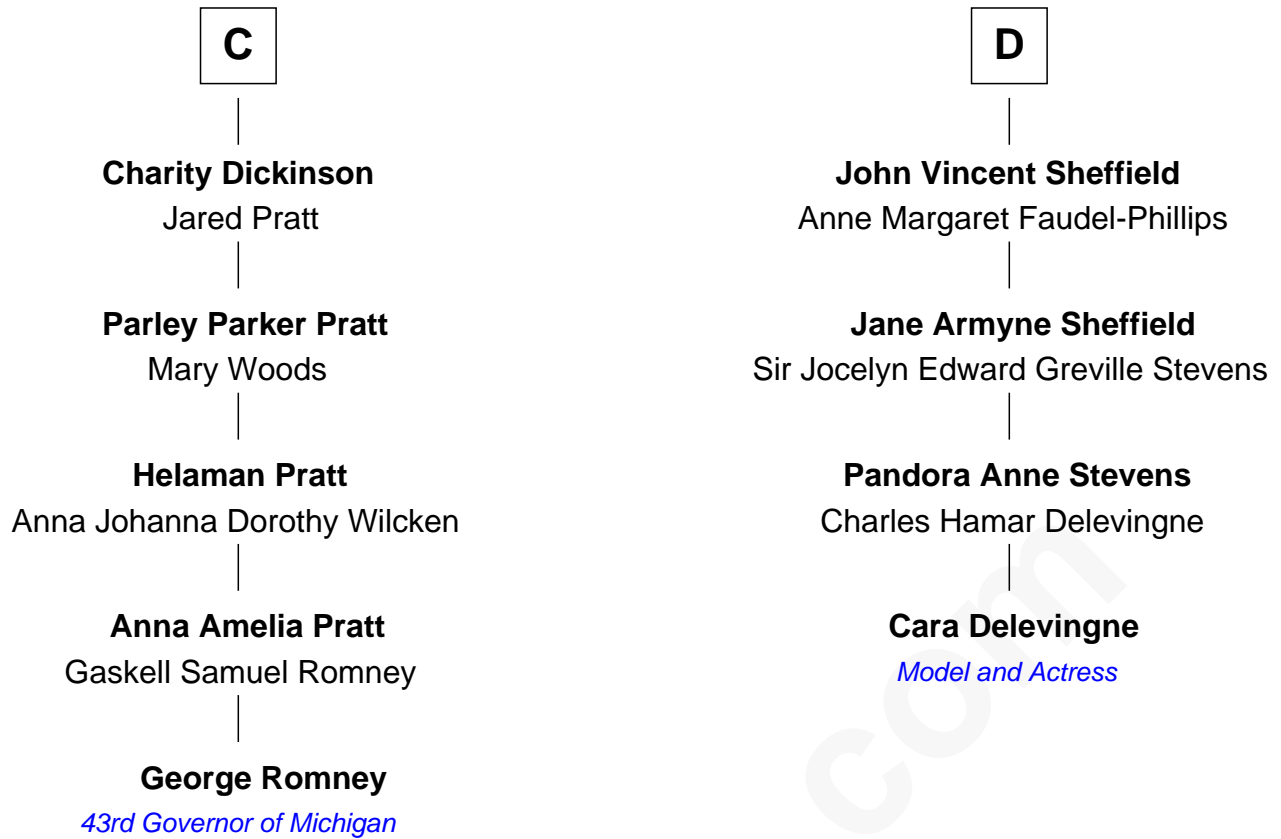 C
Charity Dickinson
Jared Pratt
Parley Parker Pratt
Mary Woods
Helaman Pratt
Anna Johanna Dorothy Wilcken
Anna Amelia Pratt
Gaskell Samuel Romney
George Romney
43rd Governor of Michigan
D
John Vincent Sheffield
Anne Margaret Faudel-Phillips
Jane Armyne Sheffield
Sir Jocelyn Edward Greville Stevens
Pandora Anne Stevens
Charles Hamar Delevingne
Cara Delevingne
Model and Actress
com